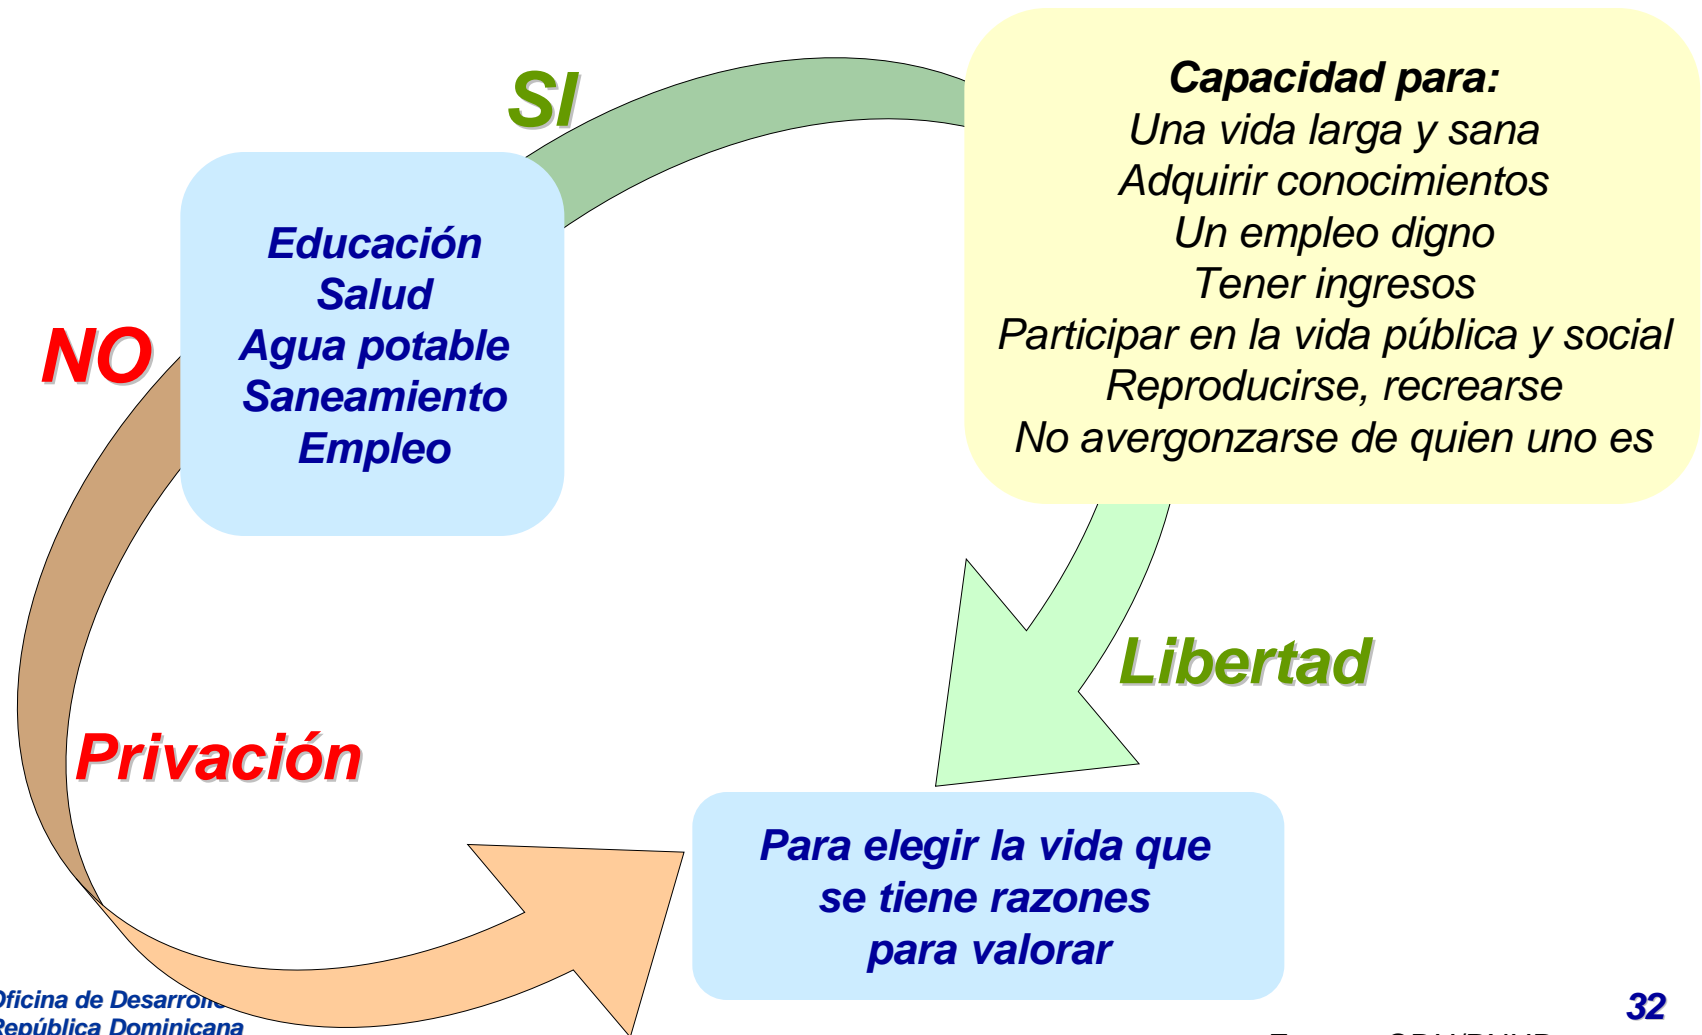 SI
Capacidad para:
Una vida larga y sana
Adquirir conocimientos
Un empleo digno
Tener ingresos
Participar en la vida pública y social
Reproducirse, recrearse
No avergonzarse de quien uno es
Educación
Salud
Agua potable
Saneamiento
Empleo
NO
Libertad
Privación
Para elegir la vida que
se tiene razones
para valorar
Oficina de
República Dominicana
32